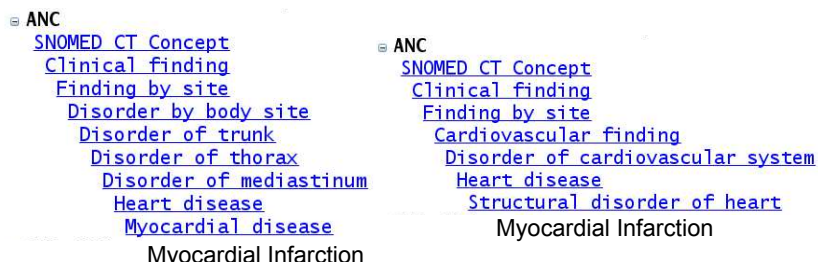 ANC
SNOMED CT Concept
Clinical finding
Finding by site
Disorder by body site
Disorder of trunk
Disorder of thorax
Disorder of mediastinum
Heart disease
Myocardial disease
Myocardial Infarction
ANC
SNOMED CT Concept
Clinical finding
Finding by site
Cardiovascular finding
Disorder of cardiovascular system
Heart disease
Structural disorder of heart
Myocardial Infarction